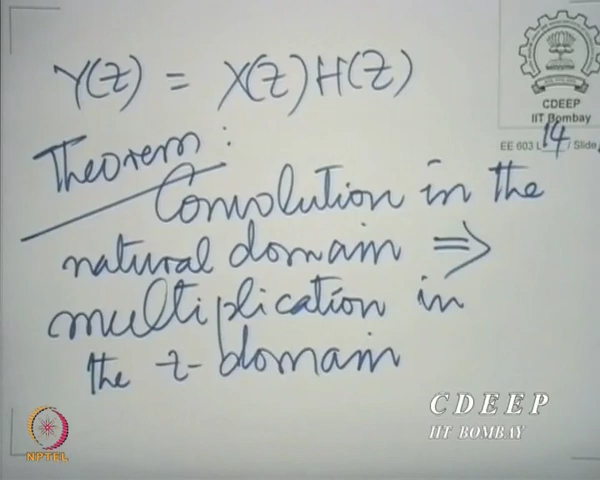 Y(Z) = X(Z)H(Z)
CDEEP
IIT Bombay
EE 603 L 14 / Slide
Theorem:
Convolution in the
natural domain ⇒
multiplication in
the z-domain
CDEEP
IIT BOMBAY
NPTEL